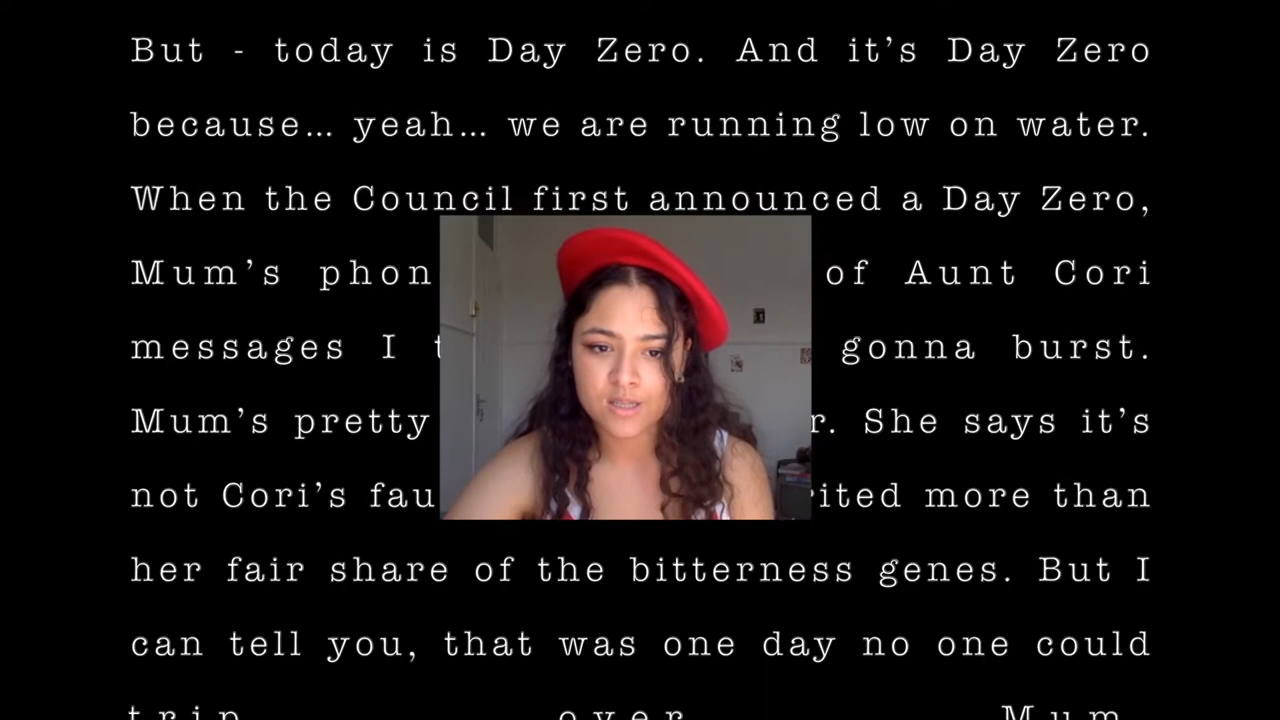 But - today is Day Zero. And it’s Day Zero
because… yeah… we are running low on water.
When the Council first announced a Day Zero,
Mum’s of Aunt Cori
messages I gonna burst.
Mum’s pretty She says it’s
not Cori’s more than
her fair share of the bitterness genes. But I
can tell you, that was one day no one could
trip over Mum